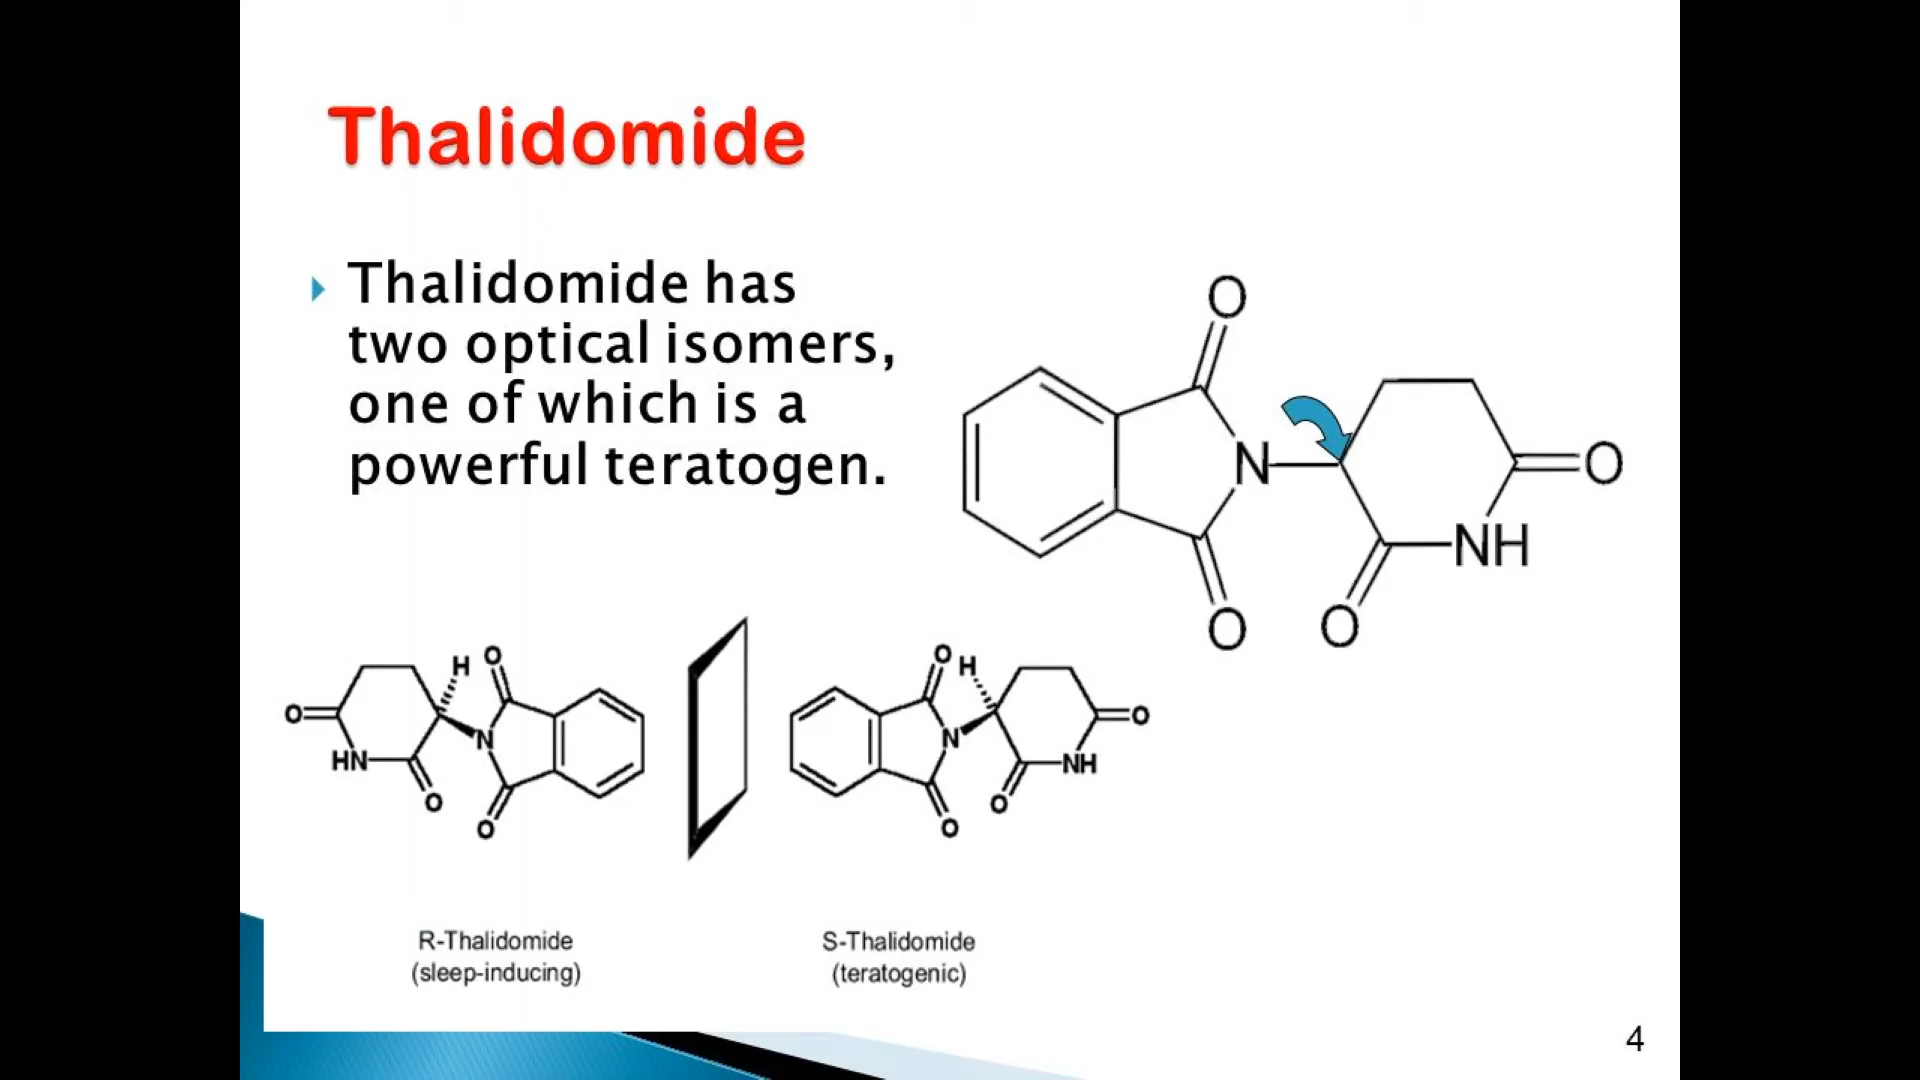 Thalidomide
Thalidomide has
two optical isomers,
one of which is a
powerful teratogen.
O
N
O
NH
O
O
H O
O
N
HN
O
O
O H
O
N
NH
O
O
R-Thalidomide
(sleep-inducing)
S-Thalidomide
(teratogenic)
4